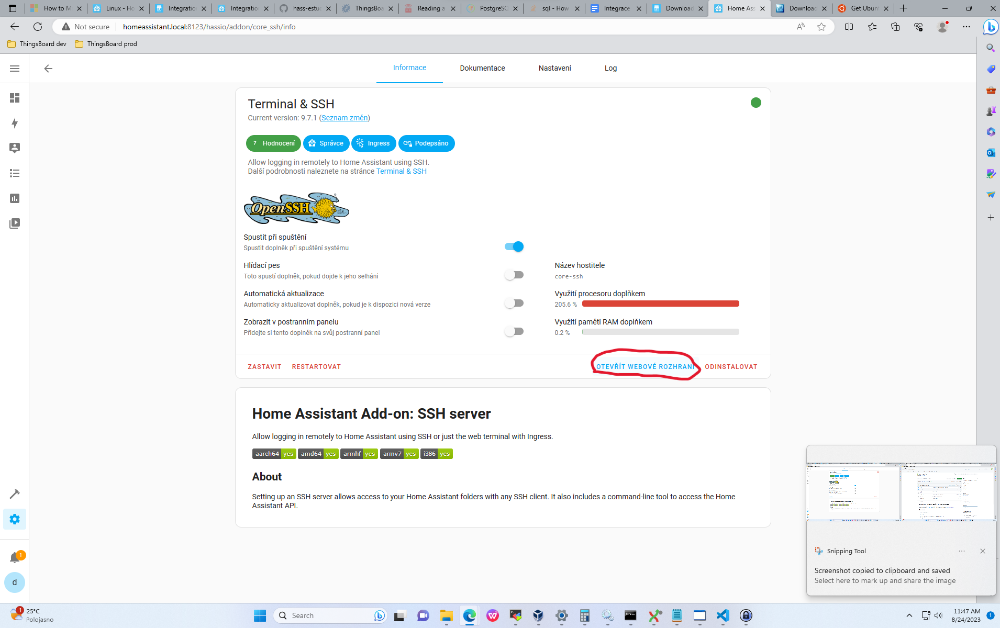 How to M
Linux - Ho
Integration
Integration
hass-estu
ThingsBoa
Reading a
PostgreSQ
sql - How
Integrace
Download
Home Ass
Download
Get Ubun
Not secure
homeassistant.local:8123/hassio/addon/core_ssh/info
ThingsBoard dev
ThingsBoard prod
Informace
Dokumentace
Nastavení
Log
Terminal & SSH
Current version: 9.7.1 (Seznam změn)
7 Hodnocení
Správce
Ingress
Podepsáno
Allow logging in remotely to Home Assistant using SSH.
Další podrobnosti naleznete na stránce Terminal & SSH
OpenSSH
Spustit při spuštění
Spustit doplněk při spuštění systému
Hlídací pes
Toto spustí doplněk, pokud dojde k jeho selhání
Název hostitele
core-ssh
Automatická aktualizace
Automaticky aktualizovat doplněk, pokud je k dispozici nová verze
Využití procesoru doplňkem
205.6 %
Zobrazit v postranním panelu
Přidejte si tento doplněk na svůj postranní panel
Využití paměti RAM doplňkem
0.2 %
ZASTAVIT
RESTARTOVAT
OTEVŘÍT WEBOVÉ ROZHRANÍ
ODINSTALOVAT
Home Assistant Add-on: SSH server
Allow logging in remotely to Home Assistant using SSH or just the web terminal with Ingress.
aarch64 yes
amd64 yes
armhf yes
armv7 yes
i386 yes
About
Setting up an SSH server allows access to your Home Assistant folders with any SSH client. It also includes a command-line tool to access the Home
Assistant API.
Snipping Tool
Screenshot copied to clipboard and saved
Select here to mark up and share the image
1
d
1
25°C
Polojasno
Search
11:47 AM
8/24/2023
1